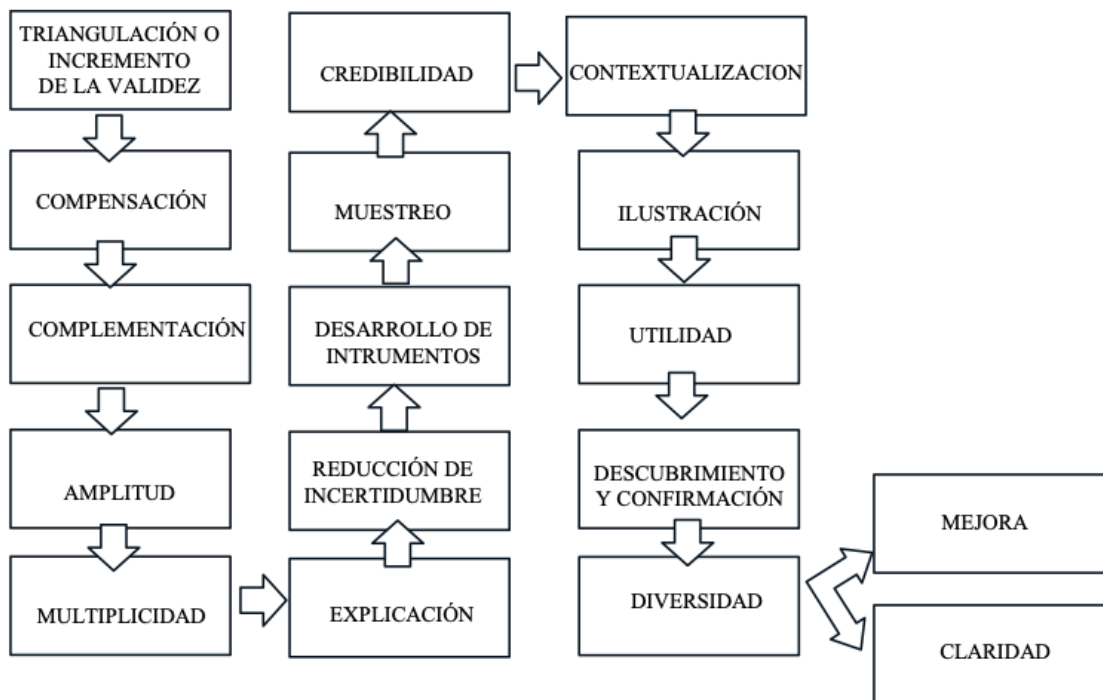 TRIANGULACIÓN O
INCREMENTO
DE LA VALIDEZ
COMPENSACIÓN
COMPLEMENTACIÓN
AMPLITUD
MULTIPLICIDAD
EXPLICACIÓN
REDUCCIÓN DE
INCERTIDUMBRE
DESARROLLO DE
INTRUMENTOS
MUESTREO
CREDIBILIDAD
CONTEXTUALIZACION
ILUSTRACIÓN
UTILIDAD
DESCUBRIMIENTO
Y CONFIRMACIÓN
DIVERSIDAD
MEJORA
CLARIDAD